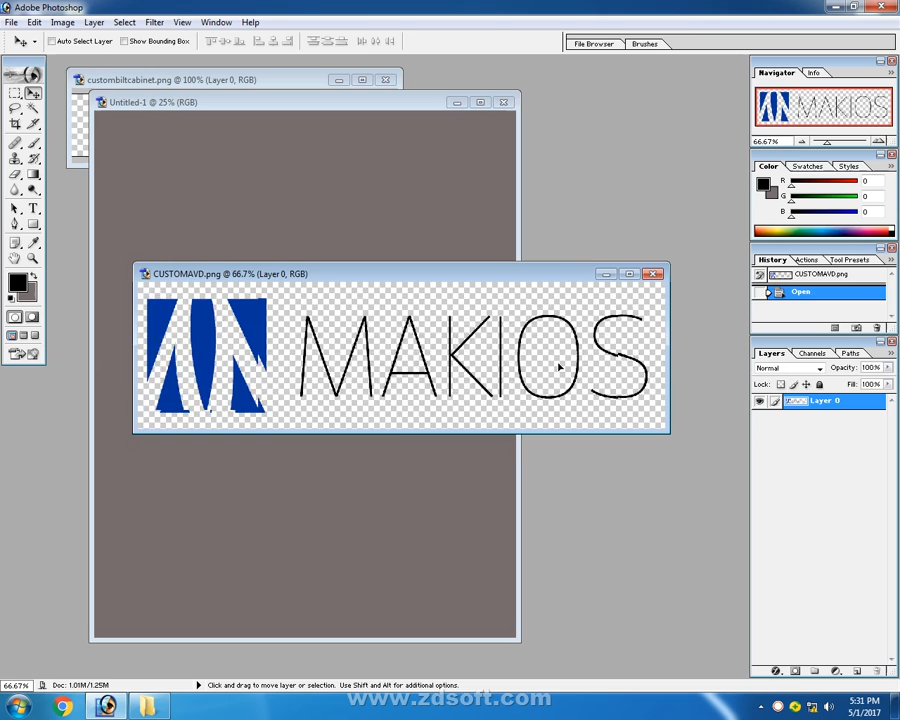 Adobe Photoshop
File Edit Image Layer Select Filter View Window Help
Auto Select Layer Show Bounding Box
File Browser Brushes
custombiltcabinet.png @ 100% (Layer 0, RGB)
Untitled-1 @ 25% (RGB)
CUSTOMAVD.png @ 66.7% (Layer 0, RGB)
MAKIOS
Navigator Info
MAKIOS
66.67%
Color Swatches Styles
R 0
G 0
B 0
History Actions Tool Presets
CUSTOMAVD.png
Open
Layers Channels Paths
Normal Opacity: 100%
Lock: Fill: 100%
Layer 0
66.67% Doc: 1.01M/1.25M Click and drag to move layer or selection. Use Shift and Alt for additional options.
www.zdsoft.com
5:31 PM
5/1/2017